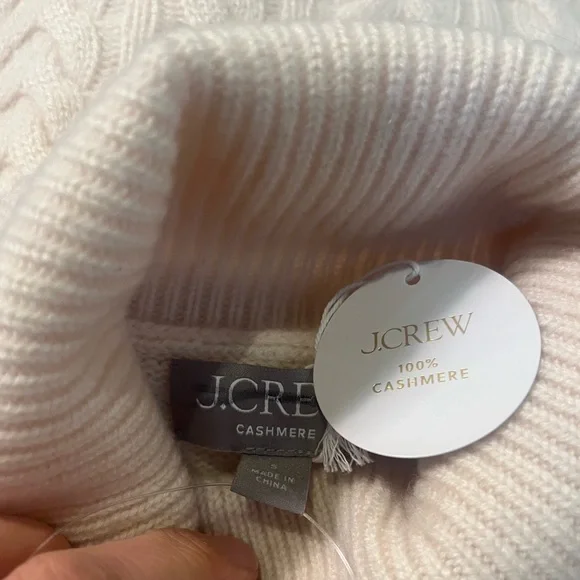 J.CREW
100%
CASHMERE
J.CRE
CASHMERE
S
MADE IN
CHINA